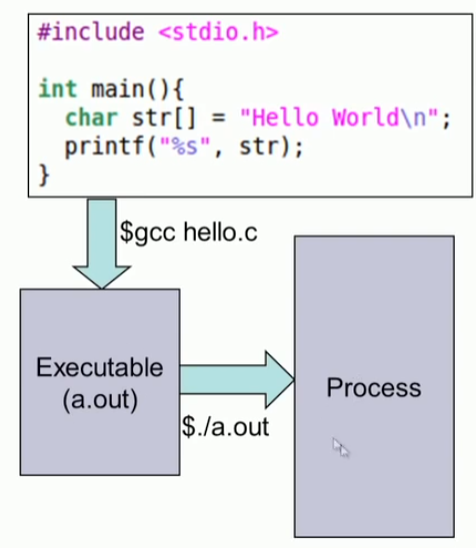 #include <stdio.h>
int main(){
char str[] = "Hello World\n";
printf("%s", str);
}
$gcc hello.c
Executable
(a.out)
$./a.out
Process